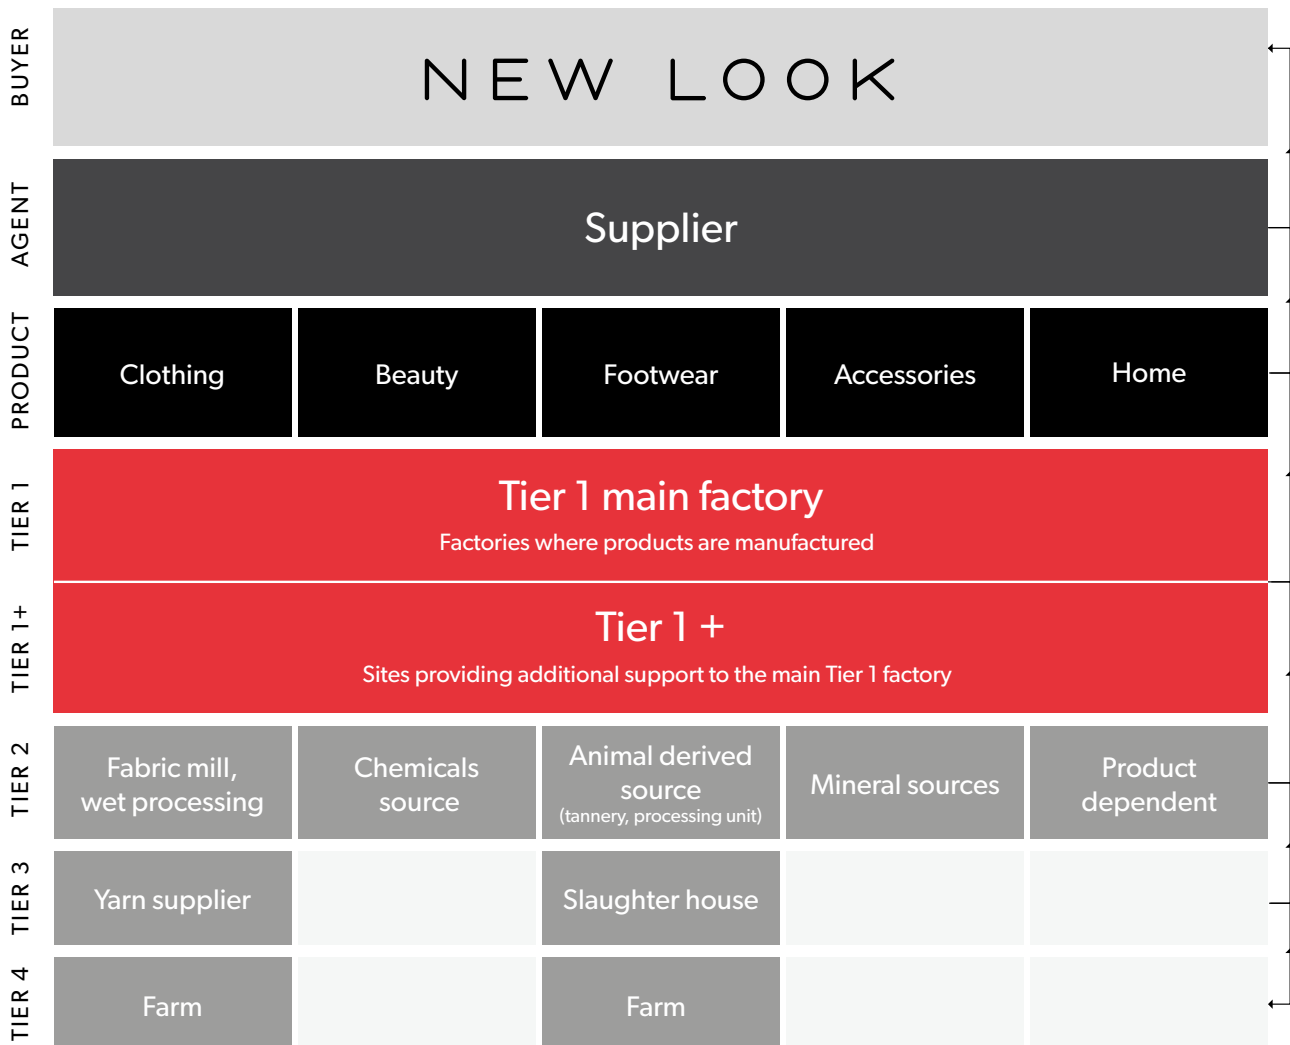 BUYER
NEW LOOK
AGENT
Supplier
PRODUCT
Clothing
Beauty
Footwear
Accessories
Home
TIER 1
Tier 1 main factory
Factories where products are manufactured
TIER 1+
Tier 1 +
Sites providing additional support to the main Tier 1 factory
TIER 2
Fabric mill,
wet processing
Chemicals
source
Animal derived
source
(tannery, processing unit)
Mineral sources
Product
dependent
TIER 3
Yarn supplier
Slaughter house
TIER 4
Farm
Farm